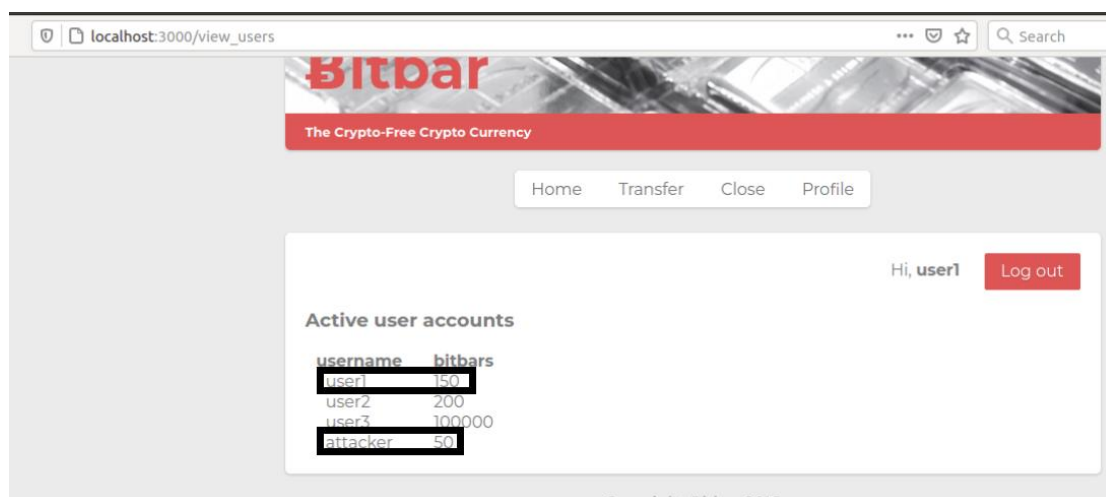 localhost:3000/view_users
Search
Bitbar
The Crypto-Free Crypto Currency
Home Transfer Close Profile
Hi, user1 Log out
Active user accounts
username bitbars
user1 150
user2 200
user3 100000
attacker 50